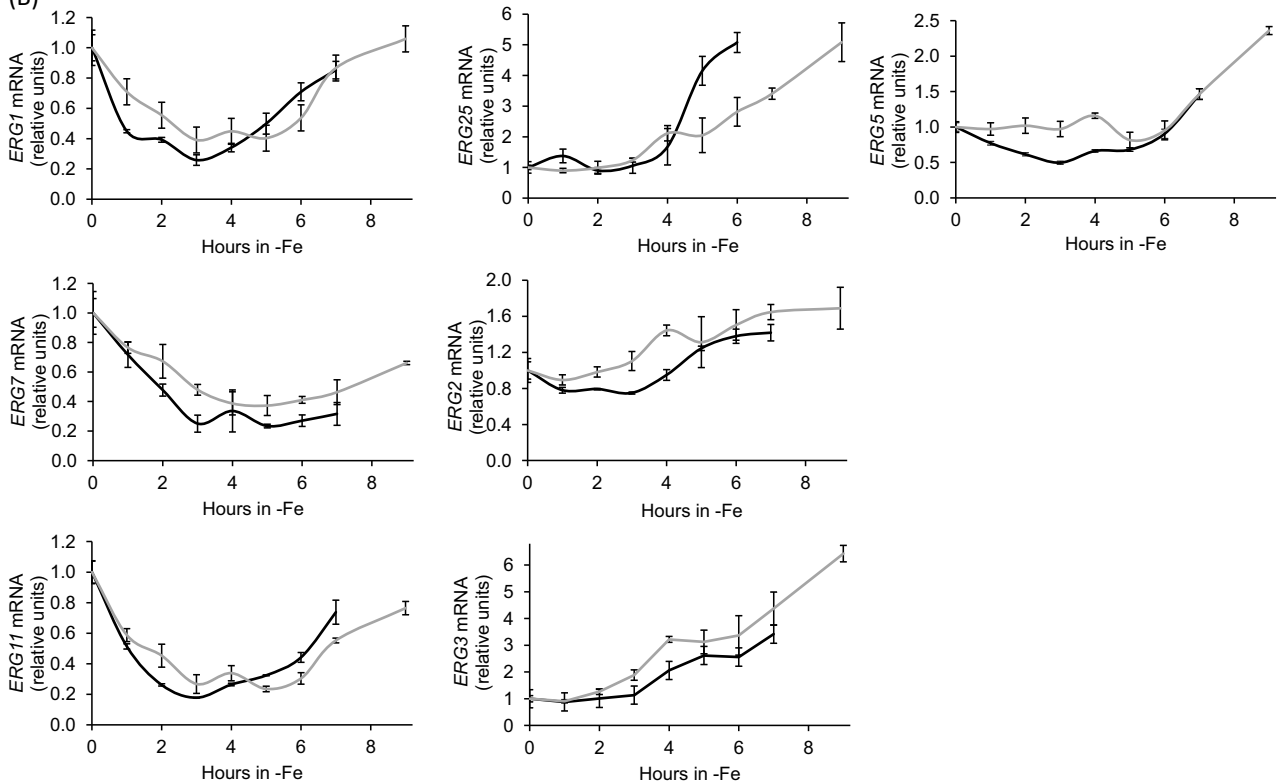 (B)
ERG1 mRNA
(relative units)
1.2
1.0
0.8
0.6
0.4
0.2
0.0
0 2 4 6 8
Hours in -Fe
ERG25 mRNA
(relative units)
6
5
4
3
2
1
0
0 2 4 6 8
Hours in -Fe
ERG5 mRNA
(relative units)
2.5
2.0
1.5
1.0
0.5
0.0
0 2 4 6 8
Hours in -Fe
ERG7 mRNA
(relative units)
1.2
1.0
0.8
0.6
0.4
0.2
0.0
0 2 4 6 8
Hours in -Fe
ERG2 mRNA
(relative units)
2.0
1.6
1.2
0.8
0.4
0.0
0 2 4 6 8
Hours in -Fe
ERG11 mRNA
(relative units)
1.2
1.0
0.8
0.6
0.4
0.2
0.0
0 2 4 6 8
Hours in -Fe
ERG3 mRNA
(relative units)
6
5
4
3
2
1
0
0 2 4 6 8
Hours in -Fe